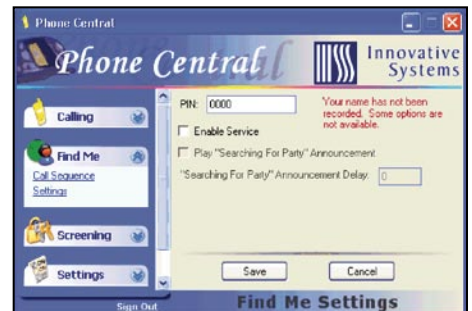 Phone Central
Phone Central
Innovative
Systems
Calling
Find Me
Call Sequence
Settings
Screening
Settings
Sign Out
PIN: 0000
Your name has not been
recorded. Some options are
not available.
Enable Service
Play "Searching For Party" Announcement
"Searching For Party" Announcement Delay: 0
Save
Cancel
Find Me Settings